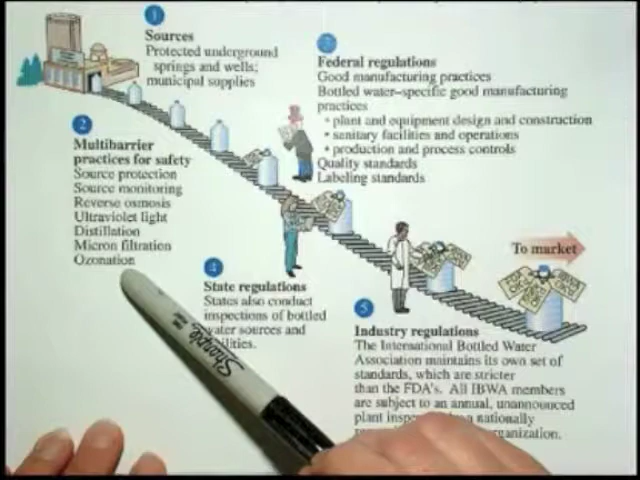 1
Sources
Protected underground
springs and wells;
municipal supplies
2
Multibarrier
practices for safety
Source protection
Source monitoring
Reverse osmosis
Ultraviolet light
Distillation
Micron filtration
Ozonation
Federal regulations
Good manufacturing practices
Bottled water–specific good manufacturing
practices
• plant and equipment design and construction
• sanitary facilities and operations
• production and process controls
Quality standards
Labeling standards
4
State regulations
States also conduct
inspections of bottled
water sources and
5
Industry regulations
The International Bottled Water
Association maintains its own set of
standards, which are stricter
than the FDA's. All IBWA members
are subject to an annual, unannounced
plant nationally
To market
Sharpie